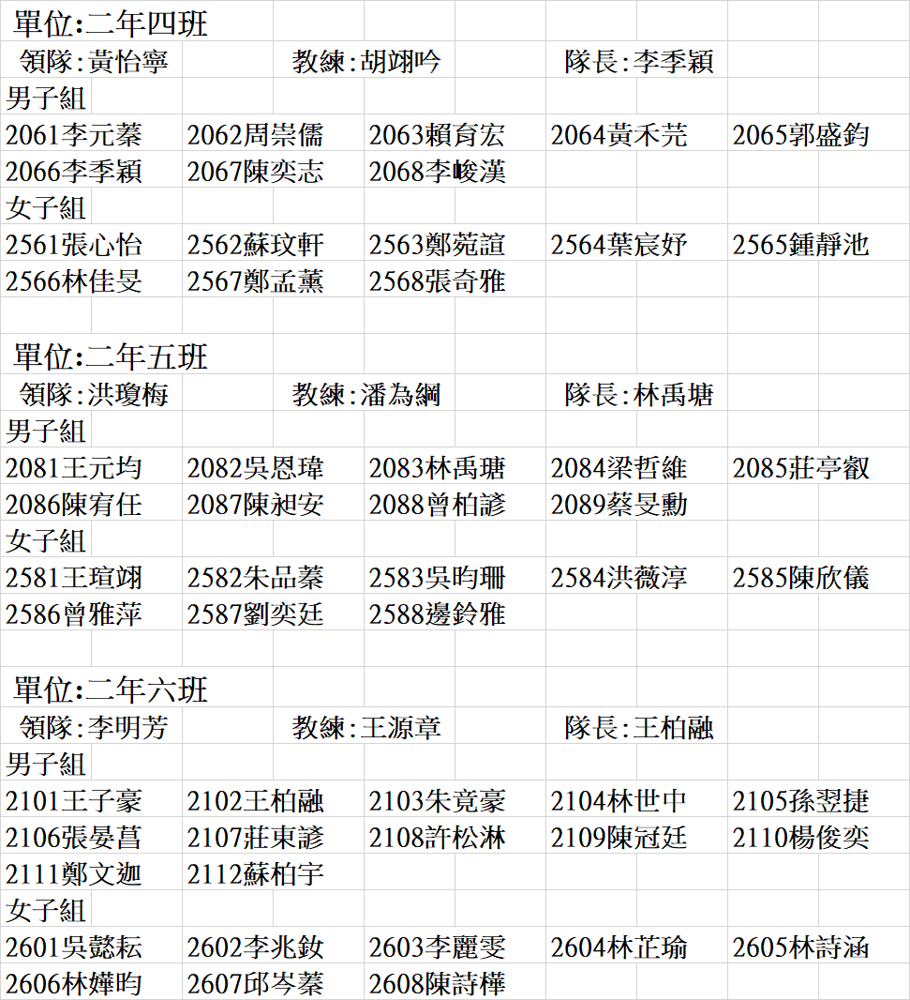 單位:二年四班
領隊:黃怡寧 教練:胡翊吟 隊長:李季穎
男子組
2061李元蓁 2062周崇儒 2063賴育宏 2064黃禾芫 2065郭盛鈞
2066李季穎 2067陳奕志 2068李峻漢
女子組
2561張心怡 2562蘇玟軒 2563鄭菀諠 2564葉宸妤 2565鍾靜池
2566林佳旻 2567鄭孟薰 2568張奇雅
單位:二年五班
領隊:洪瓊梅 教練:潘為綱 隊長:林禹塘
男子組
2081王元均 2082吳恩瑋 2083林禹瑭 2084梁哲維 2085莊亭叡
2086陳宥任 2087陳昶安 2088曾柏諺 2089蔡旻勳
女子組
2581王瑄翊 2582朱品蓁 2583吳昀珊 2584洪薇淳 2585陳欣儀
2586曾雅萍 2587劉奕廷 2588邊鈴雅
單位:二年六班
領隊:李明芳 教練:王源章 隊長:王柏融
男子組
2101王子豪 2102王柏融 2103朱竟豪 2104林世中 2105孫翌捷
2106張晏菖 2107莊東諺 2108許松淋 2109陳冠廷 2110楊俊奕
2111鄭文迦 2112蘇柏宇
女子組
2601吳懿耘 2602李兆釹 2603李麗雯 2604林芷瑜 2605林詩涵
2606林嬅昀 2607邱岑蓁 2608陳詩樺